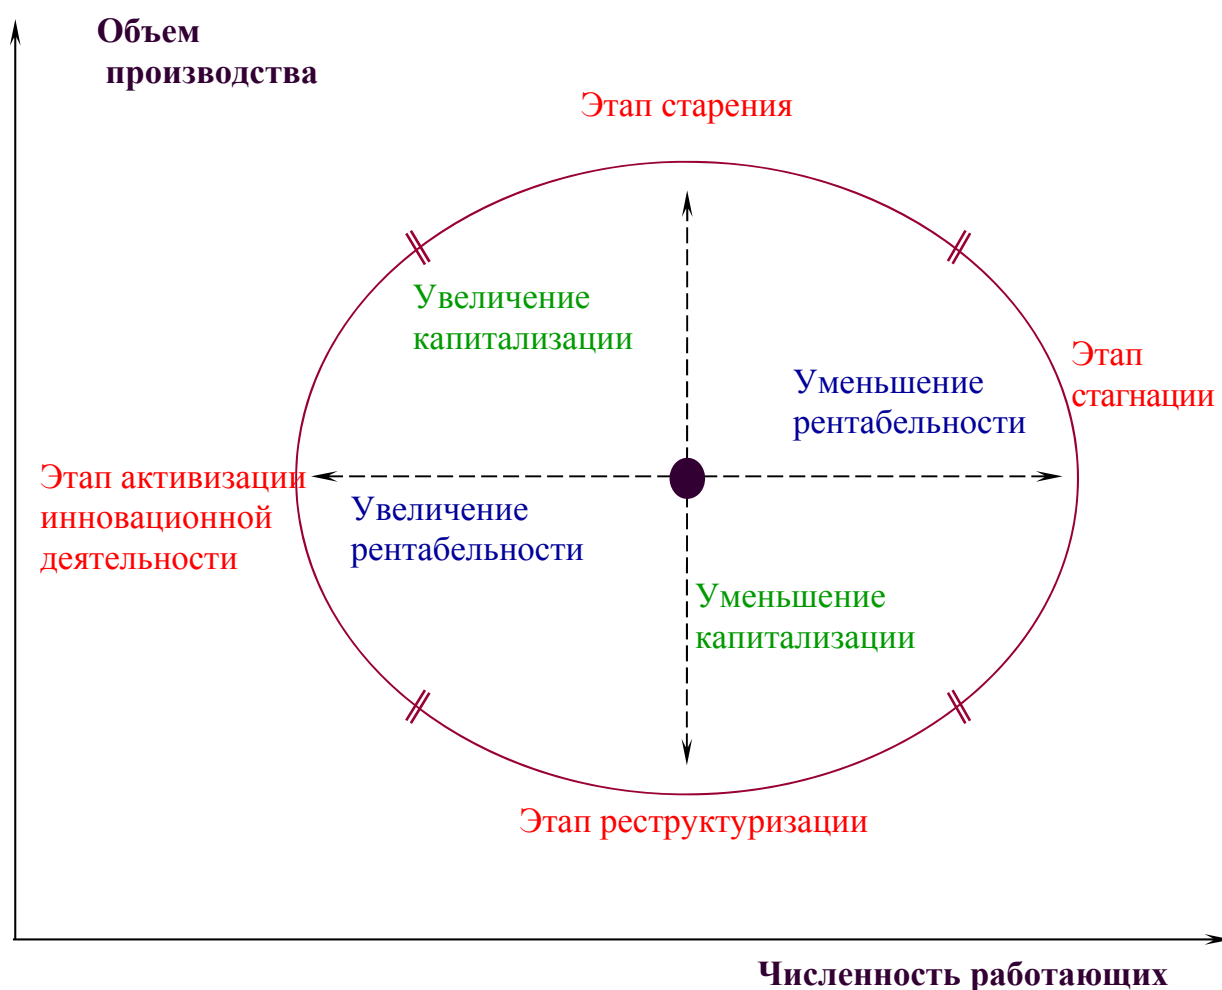 Объем
производства
Этап старения
Увеличение
капитализации
Этап
стагнации
Уменьшение
рентабельности
Этап активизации
инновационной
деятельности
Увеличение
рентабельности
Уменьшение
капитализации
Этап реструктуризации
Численность работающих